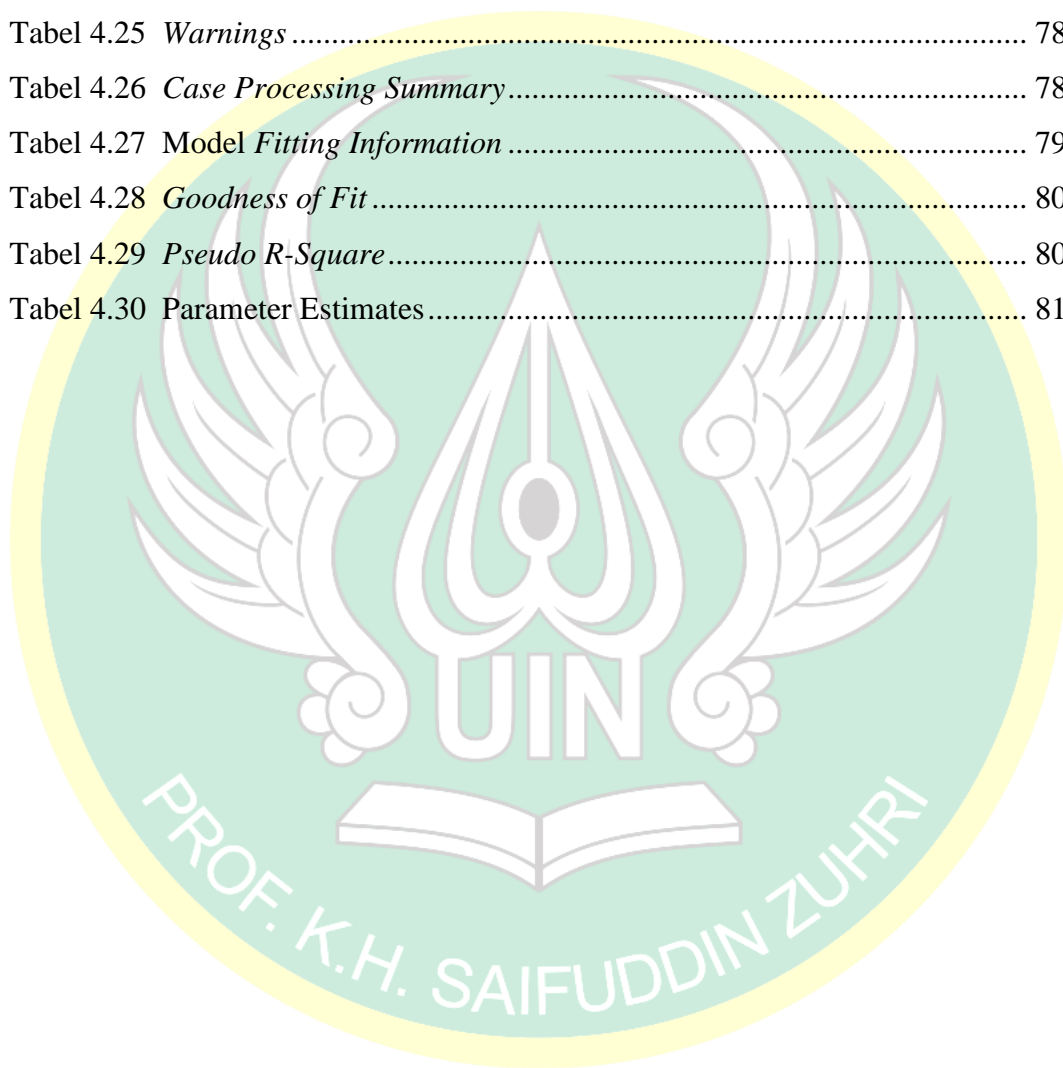 Tabel 4.25 Warnings ................................................................................ 78
Tabel 4.26 Case Processing Summary ................................................................................ 78
Tabel 4.27 Model Fitting Information ................................................................................ 79
Tabel 4.28 Goodness of Fit ................................................................................ 80
Tabel 4.29 Pseudo R-Square ................................................................................ 80
Tabel 4.30 Parameter Estimates ................................................................................ 81
UIN
PROF. K.H. SAIFUDDIN ZUHRI